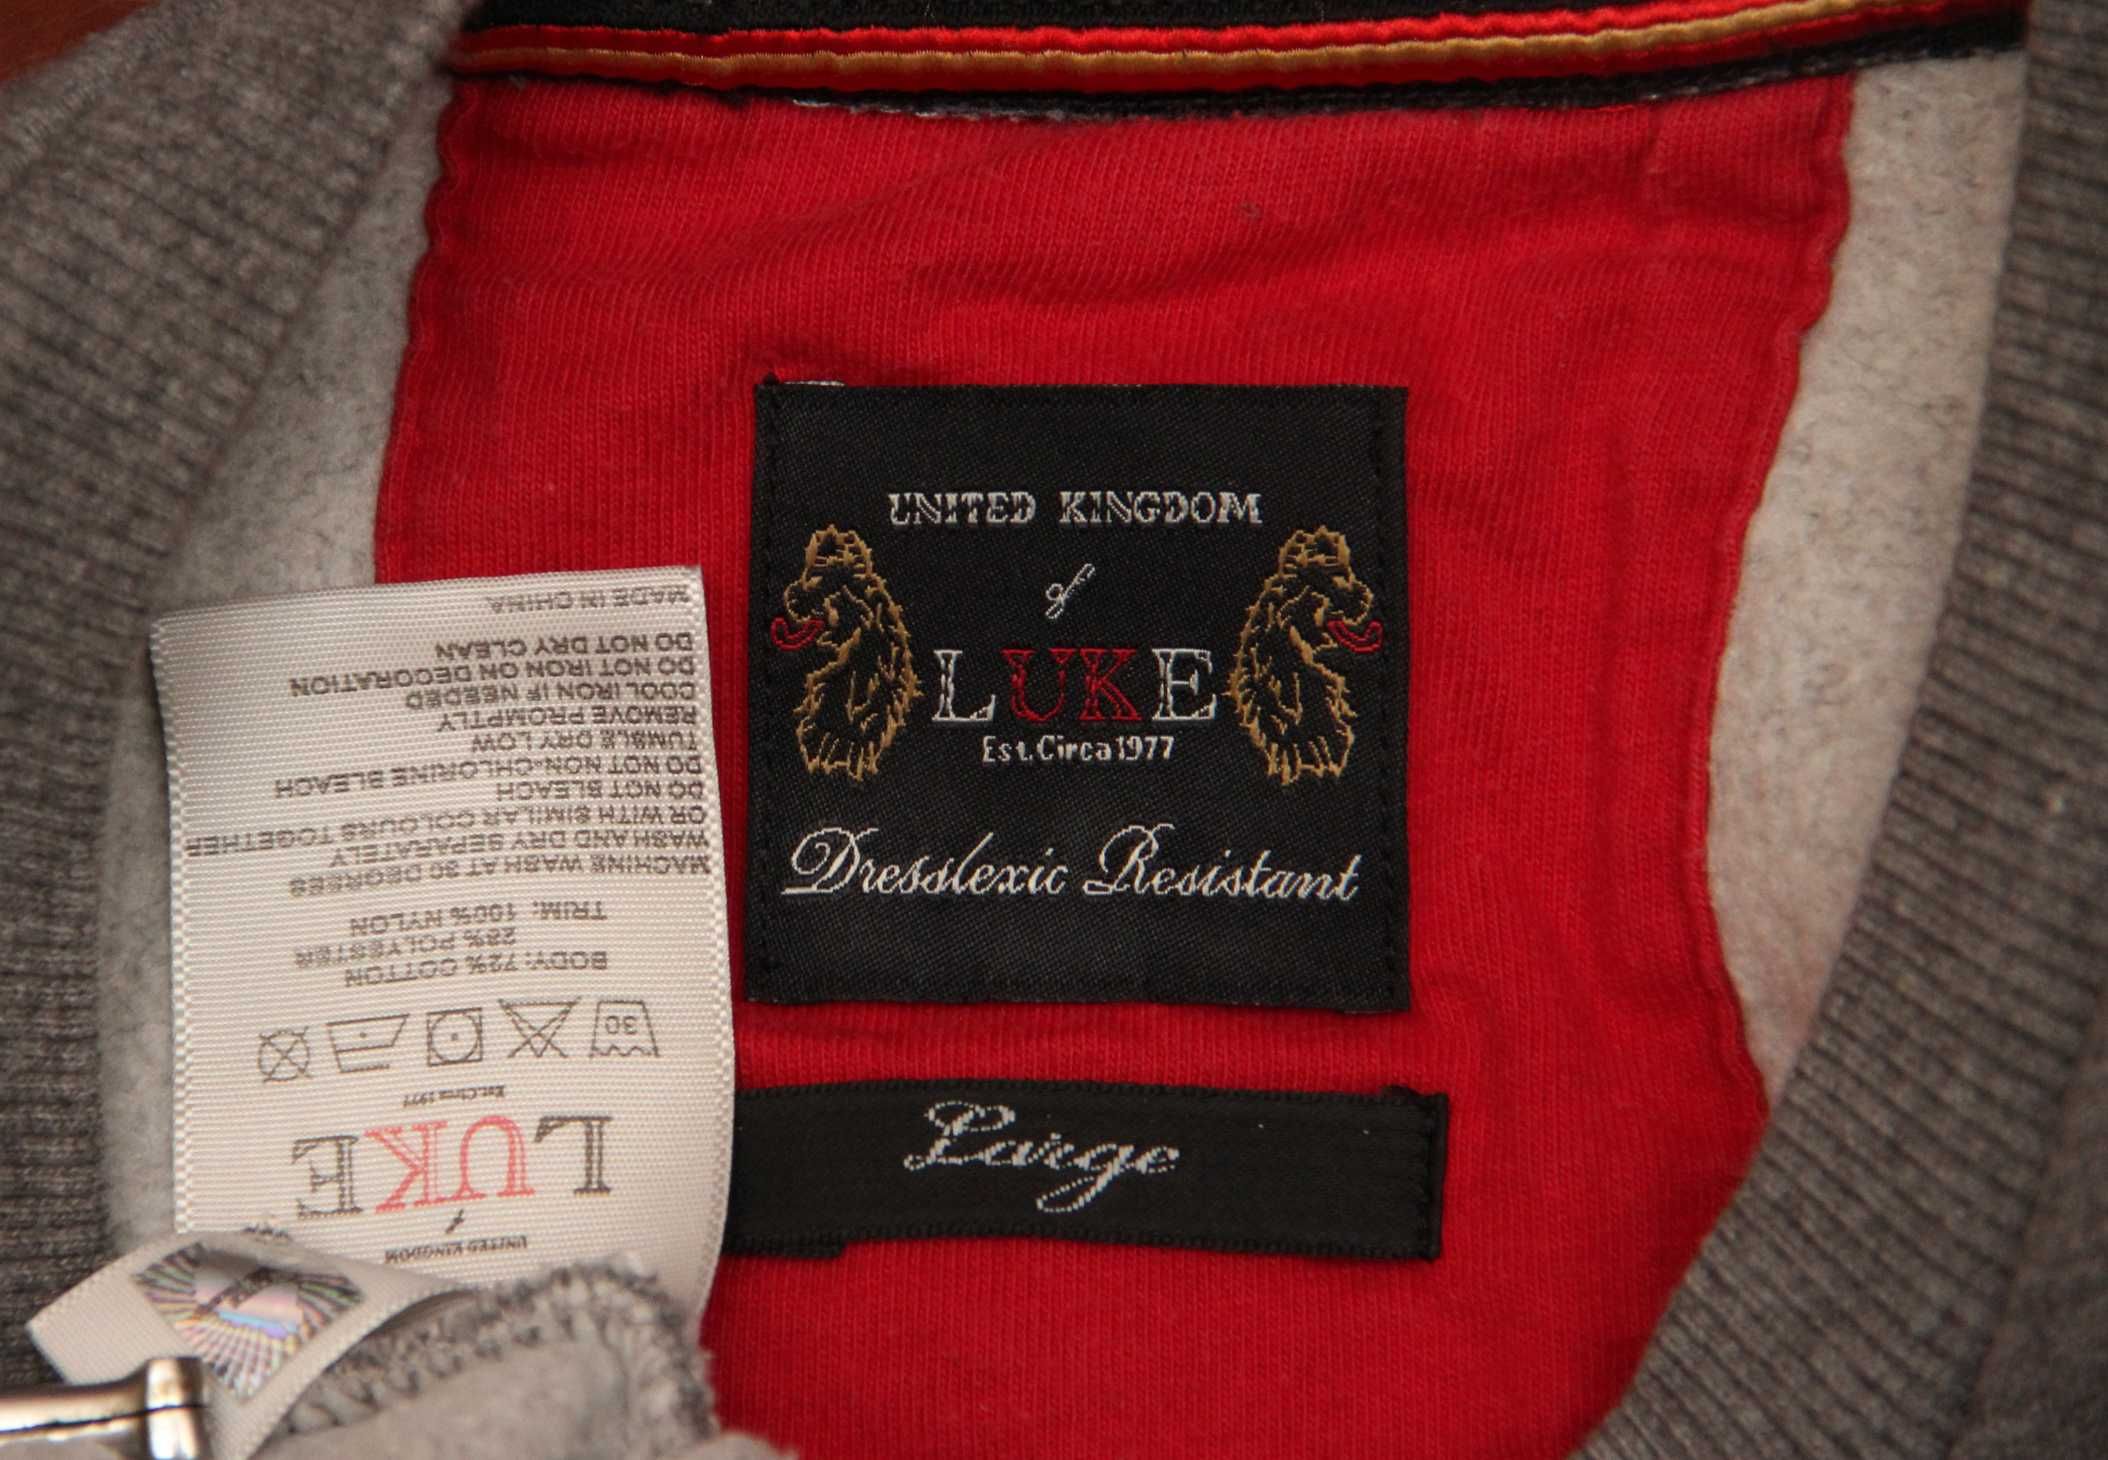 UNITED KINGDOM
of
LUKE
Est.Circa1977
Dresslexic Resistant
Large
UNITED KINGDOM
of
LUKE
Est.Circa 1977
30
BODY: 72% COTTON
28% POLYESTER
TRIM: 100% NYLON
MACHINE WASH AT 30 DEGREES
WASH AND DRY SEPARATELY
OR WITH SIMILAR COLOURS TOGETHER
DO NOT BLEACH
DO NOT NON-CHLORINE BLEACH
TUMBLE DRY LOW
REMOVE PROMPTLY
COOL IRON IF NEEDED
DO NOT IRON ON DECORATION
DO NOT DRY CLEAN
MADE IN CHINA